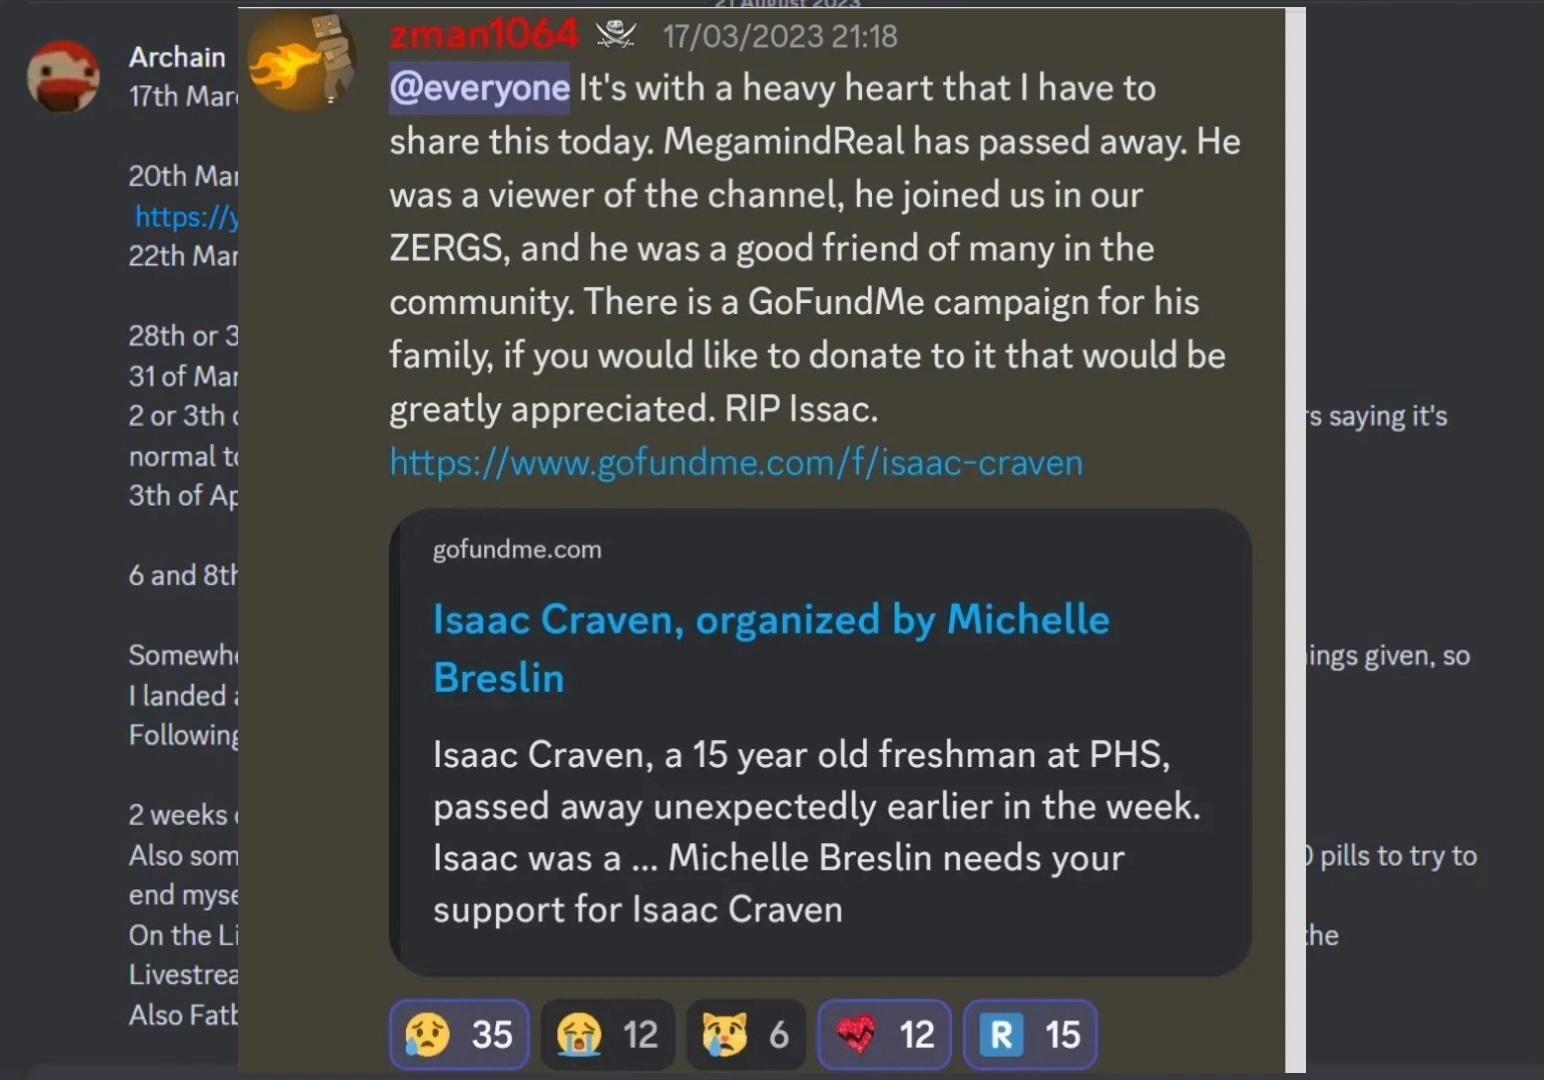 21 August 2023
Archain
17th Mar
20th Mar
https://y
22th Mar
28th or 3
31 of Mar
2 or 3th
s saying it's
normal to
3th of Ap
6 and 8th
Somewhe
ings given, so
I landed
Following
2 weeks
Also som
pills to try to
end myse
On the Li
the
Livestrea
Also Fath
zman1064 17/03/2023 21:18
@everyone It's with a heavy heart that I have to
share this today. MegamindReal has passed away. He
was a viewer of the channel, he joined us in our
ZERGS, and he was a good friend of many in the
community. There is a GoFundMe campaign for his
family, if you would like to donate to it that would be
greatly appreciated. RIP Issac.
https://www.gofundme.com/f/isaac-craven
gofundme.com
Isaac Craven, organized by Michelle
Breslin
Isaac Craven, a 15 year old freshman at PHS,
passed away unexpectedly earlier in the week.
Isaac was a ... Michelle Breslin needs your
support for Isaac Craven
35 12 6 12 R 15